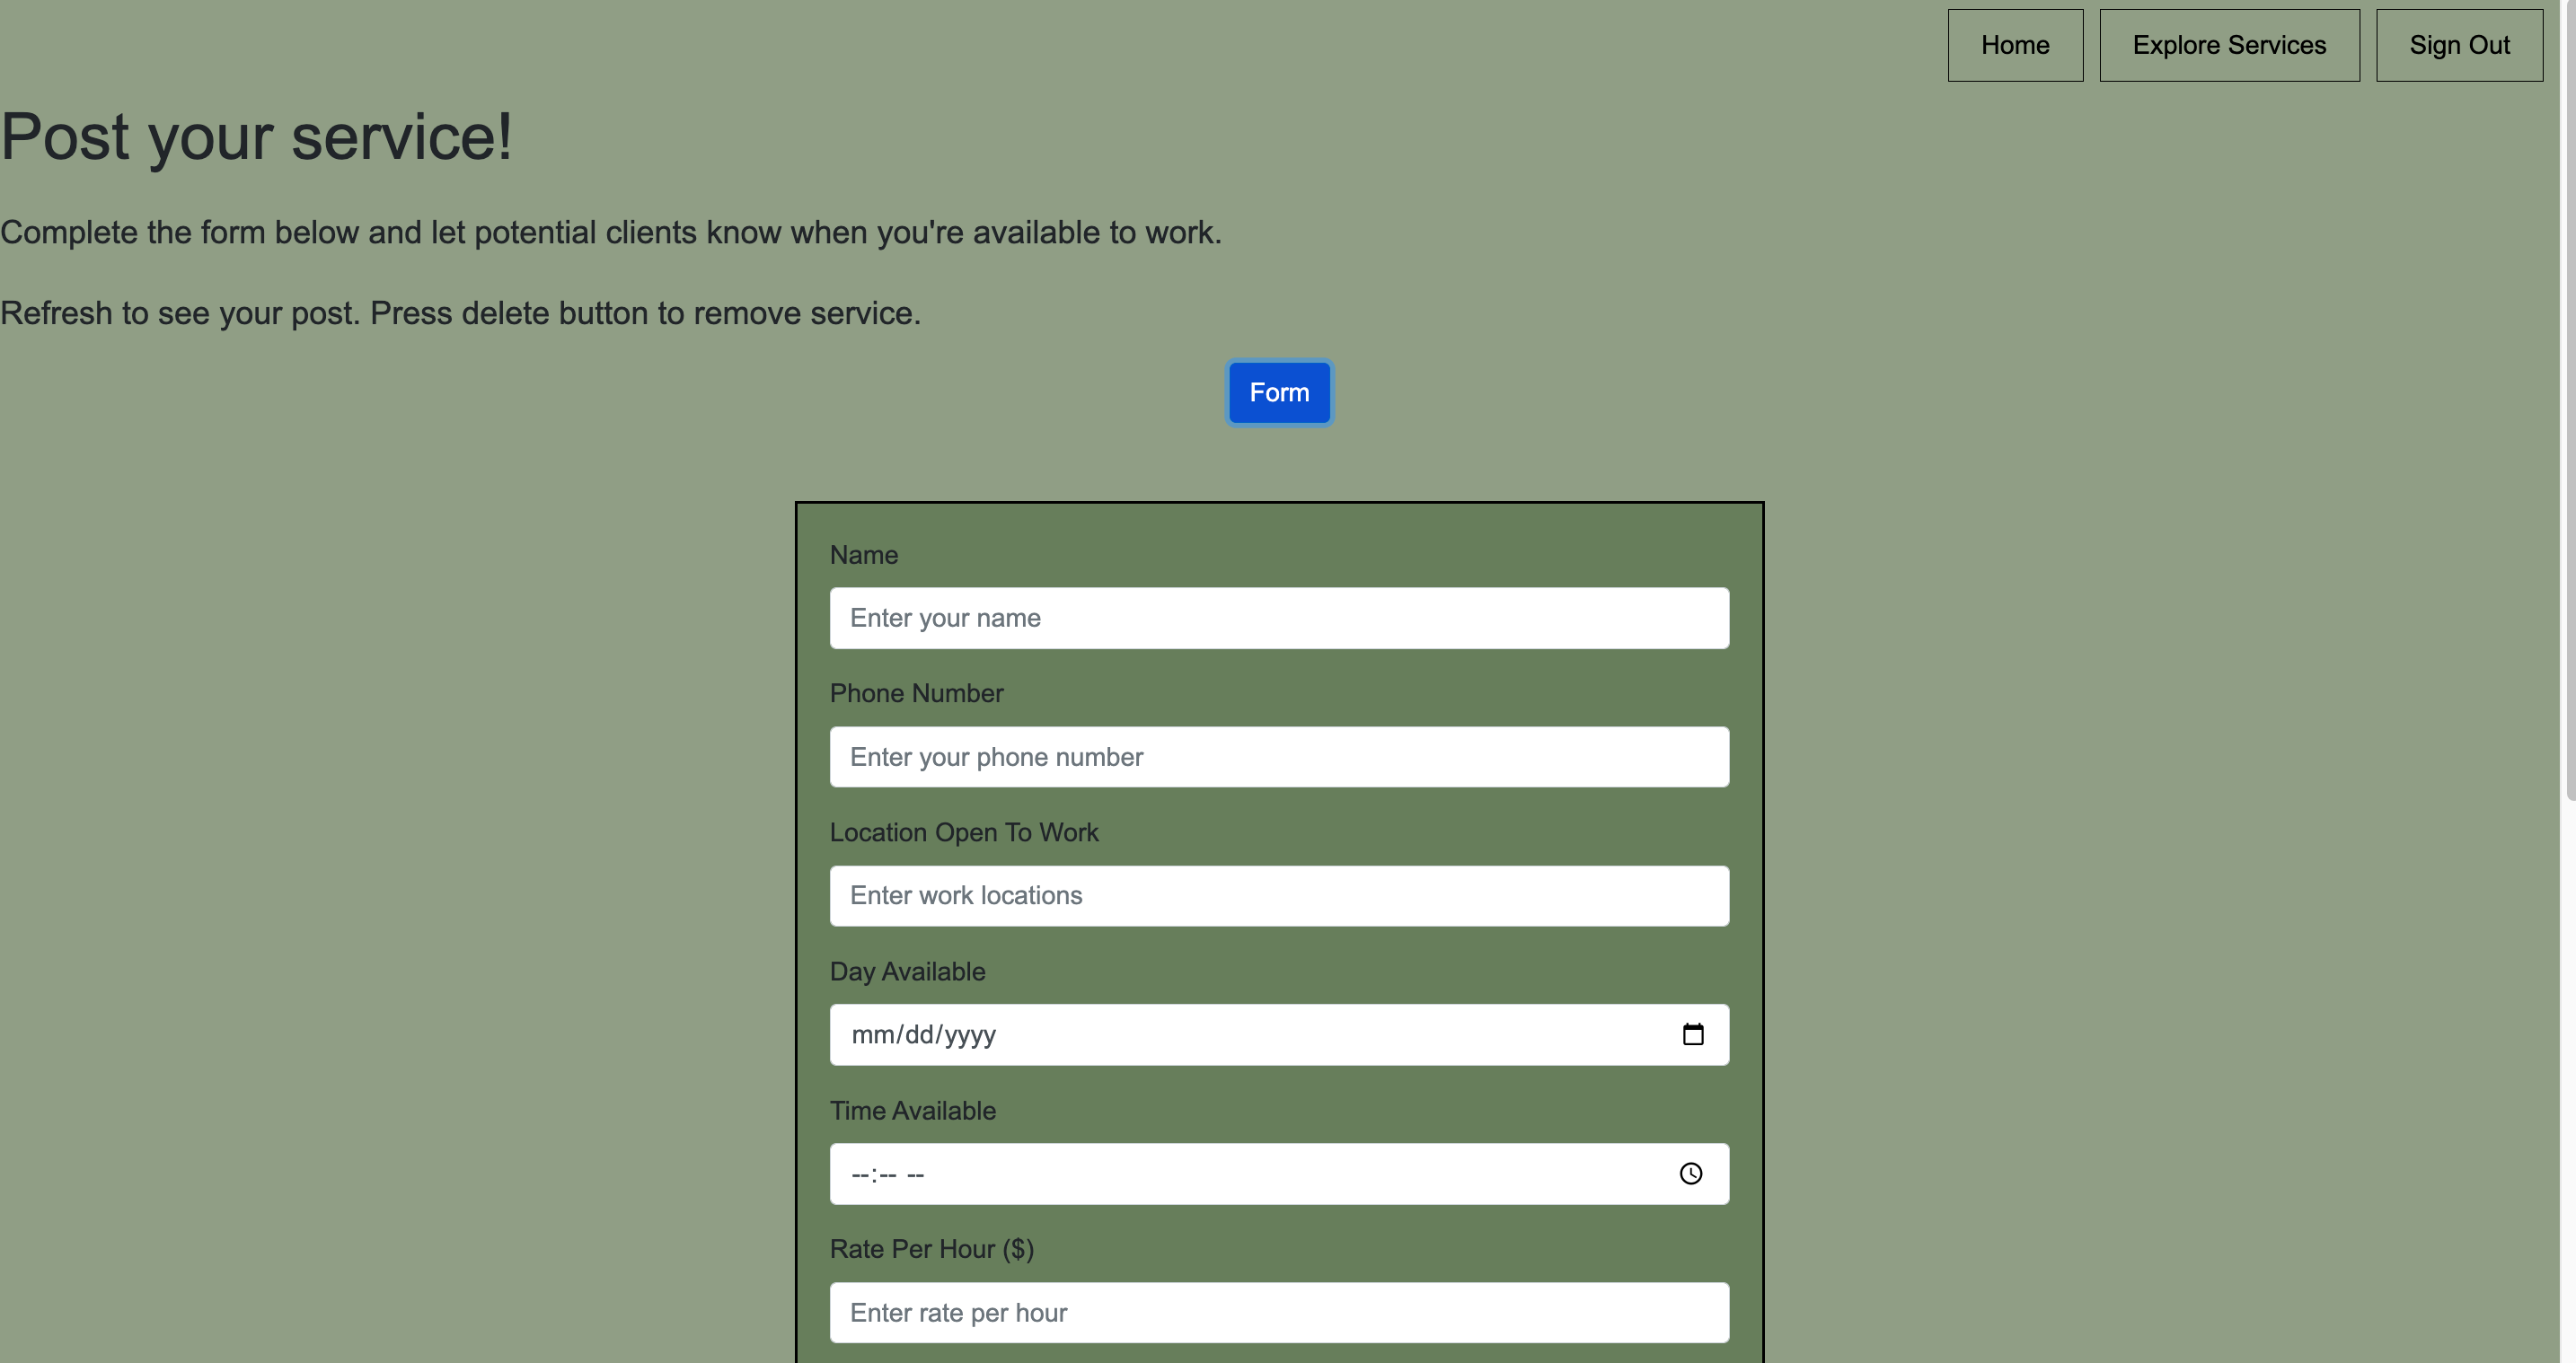 Home Explore Services Sign Out
Post your service!
Complete the form below and let potential clients know when you're available to work.
Refresh to see your post. Press delete button to remove service.
Form
Name
Enter your name
Phone Number
Enter your phone number
Location Open To Work
Enter work locations
Day Available
mm/dd/yyyy
Time Available
--:-- --
Rate Per Hour ($)
Enter rate per hour